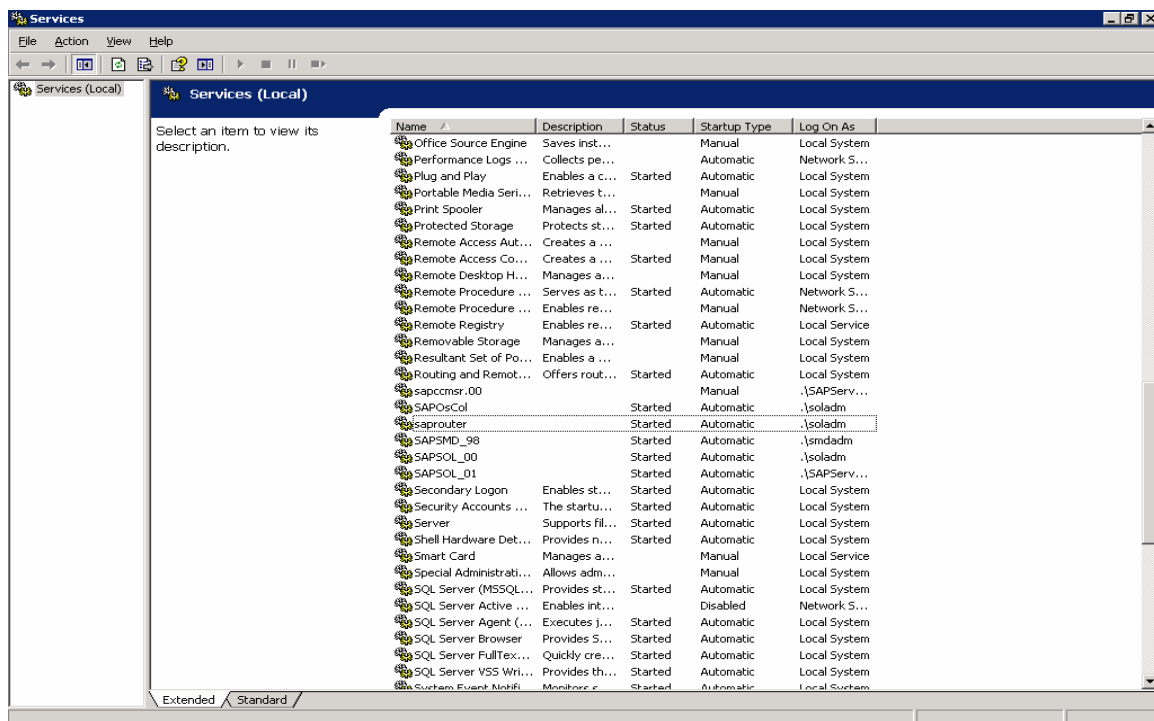 Services
File Action View Help
Services (Local)
Services (Local)
Select an item to view its
description.
Name Description Status Startup Type Log On As
Office Source Engine Saves inst... Manual Local System
Performance Logs ... Collects pe... Automatic Network S...
Plug and Play Enables a c... Started Automatic Local System
Portable Media Seri... Retrieves t... Manual Local System
Print Spooler Manages al... Started Automatic Local System
Protected Storage Protects st... Started Automatic Local System
Remote Access Aut... Creates a ... Manual Local System
Remote Access Co... Creates a ... Started Manual Local System
Remote Desktop H... Manages a... Manual Local System
Remote Procedure ... Serves as t... Started Automatic Network S...
Remote Procedure ... Enables re... Manual Network S...
Remote Registry Enables re... Started Automatic Local Service
Removable Storage Manages a... Manual Local System
Resultant Set of Po... Enables a ... Manual Local System
Routing and Remot... Offers rout... Started Automatic Local System
sapccmsr.00 Manual .\SAPServ...
SAPOsCol Started Automatic .\soladm
saprouter Started Automatic .\soladm
SAPSMD_98 Started Automatic .\smdadm
SAPSOL_00 Started Automatic .\soladm
SAPSOL_01 Started Automatic .\SAPServ...
Secondary Logon Enables st... Started Automatic Local System
Security Accounts ... The startu... Started Automatic Local System
Server Supports fil... Started Automatic Local System
Shell Hardware Det... Provides n... Started Automatic Local System
Smart Card Manages a... Manual Local Service
Special Administrati... Allows adm... Manual Local System
SQL Server (MSSQL... Provides st... Started Automatic Local System
SQL Server Active ... Enables int... Disabled Network S...
SQL Server Agent (... Executes j... Started Automatic Local System
SQL Server Browser Provides S... Started Automatic Local System
SQL Server FullTex... Quickly cre... Started Automatic Local System
SQL Server VSS Wri... Provides th... Started Automatic Local System
System Event Notifi... Monitors s... Started Automatic Local System
Extended Standard